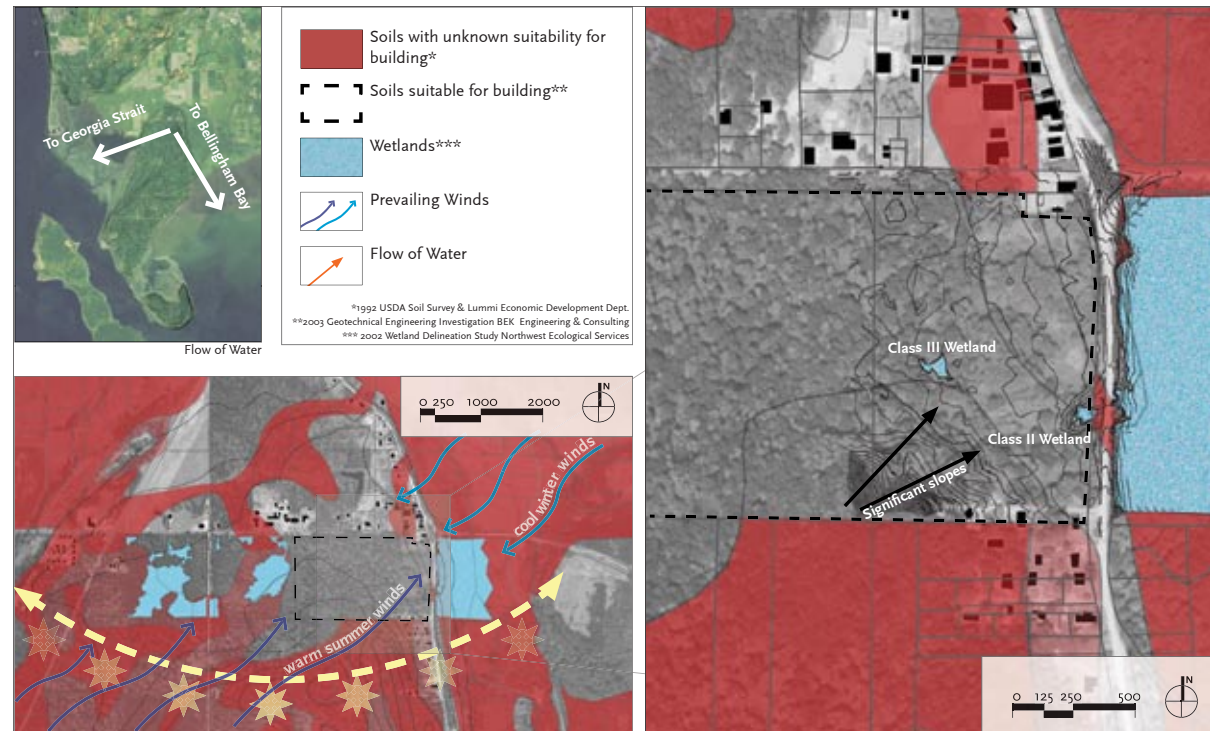 To Georgia Strait
To Bellingham Bay
Flow of Water
Soils with unknown suitability for
building*
Soils suitable for building**
Wetlands***
Prevailing Winds
Flow of Water
*1992 USDA Soil Survey & Lummi Economic Development Dept.
**2003 Geotechnical Engineering Investigation BEK Engineering & Consulting
*** 2002 Wetland Delineation Study Northwest Ecological Services
0 250 1000 2000
N
cool winter winds
warm summer winds
Class III Wetland
Class II Wetland
Significant slopes
0 125 250 500
N